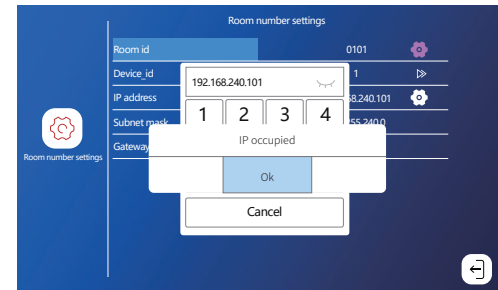 Room number settings
Room id 0101
Device_id 1
192.168.240.101
IP address 68.240.101
1 2 3 4
Subnet mask 55.240.0
IP occupied
Gateway
Room number settings
Ok
Cancel